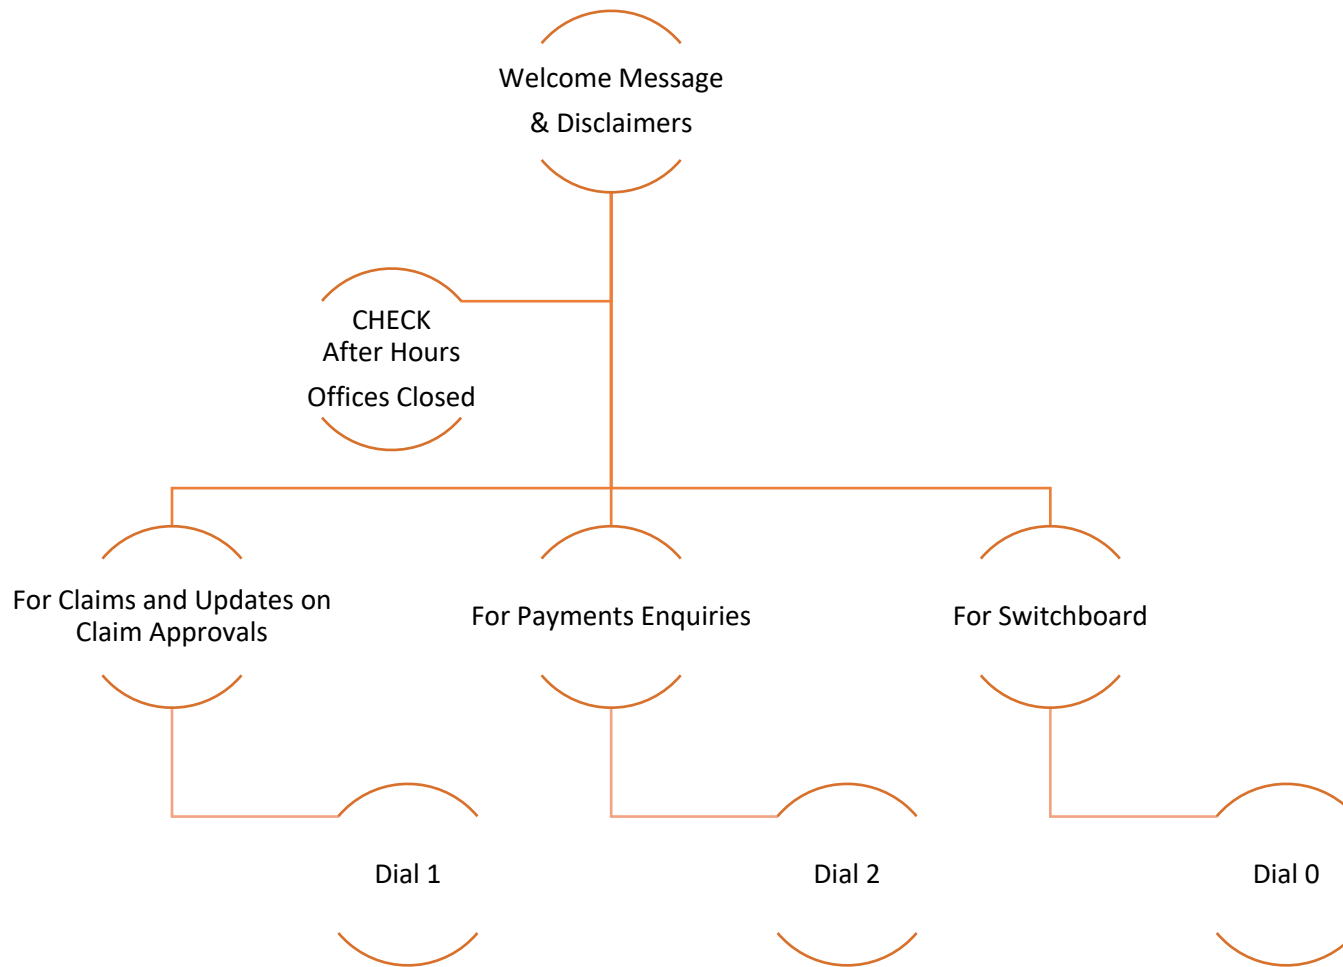 Welcome Message
& Disclaimers
CHECK
After Hours
Offices Closed
For Claims and Updates on
Claim Approvals
For Payments Enquiries
For Switchboard
Dial 1
Dial 2
Dial 0